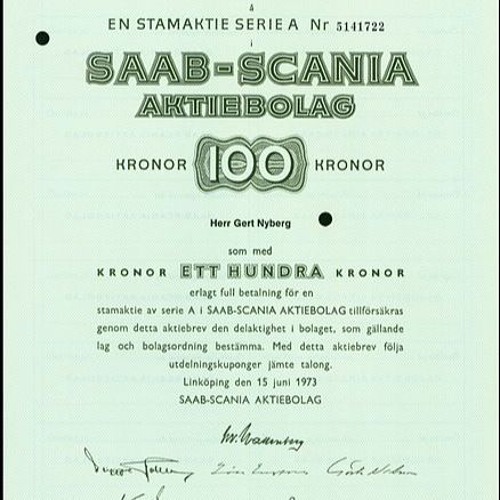 å
EN STAMAKTIE SERIE A Nr 5141722
i
SAAB-SCANIA
AKTIEBOLAG
KRONOR 100 KRONOR
Herr Gert Nyberg
som med
KRONOR ETT HUNDRA KRONOR
erlagt full betalning för en
stamaktie av serie A i SAAB-SCANIA AKTIEBOLAG tillförsäkras
genom detta aktiebrev den delaktighet i bolaget, som gällande
lag och bolagsordning bestämma. Med detta aktiebrev följa
utdelningskuponger jämte talong.
Linköping den 15 juni 1973
SAAB-SCANIA AKTIEBOLAG